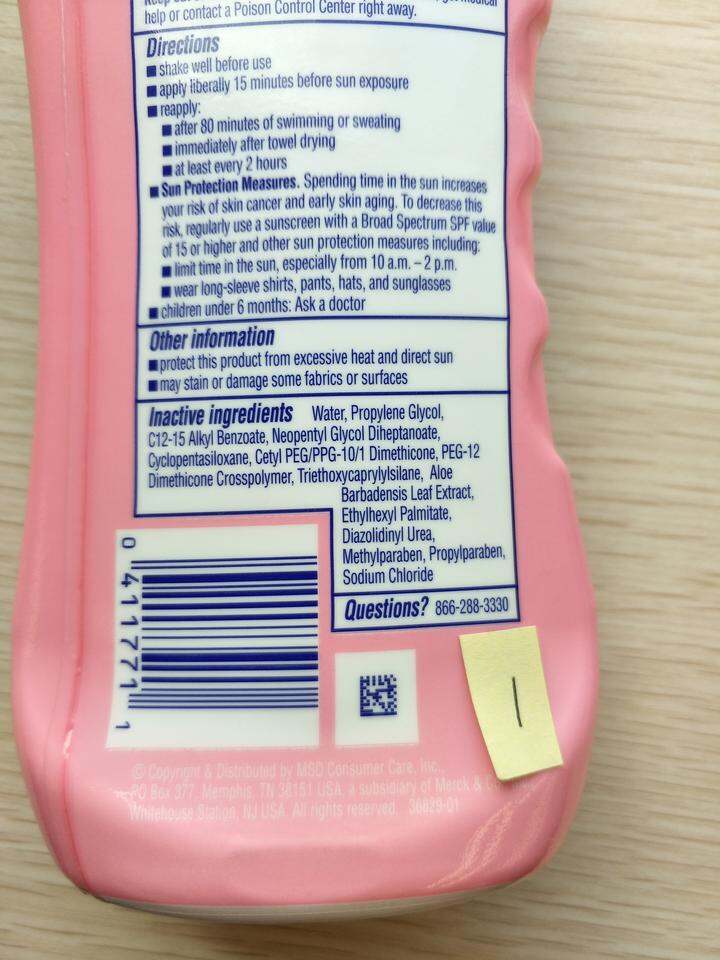 help or contact a Poison Control Center right away.
Directions
■ shake well before use
■ apply liberally 15 minutes before sun exposure
■ reapply:
■ after 80 minutes of swimming or sweating
■ immediately after towel drying
■ at least every 2 hours
■ Sun Protection Measures. Spending time in the sun increases
your risk of skin cancer and early skin aging. To decrease this
risk, regularly use a sunscreen with a Broad Spectrum SPF value
of 15 or higher and other sun protection measures including:
■ limit time in the sun, especially from 10 a.m. – 2 p.m.
■ wear long-sleeve shirts, pants, hats, and sunglasses
■ children under 6 months: Ask a doctor
Other information
■ protect this product from excessive heat and direct sun
■ may stain or damage some fabrics or surfaces
Inactive ingredients Water, Propylene Glycol,
C12-15 Alkyl Benzoate, Neopentyl Glycol Diheptanoate,
Cyclopentasiloxane, Cetyl PEG/PPG-10/1 Dimethicone, PEG-12
Dimethicone Crosspolymer, Triethoxycaprylylsilane, Aloe
Barbadensis Leaf Extract,
Ethylhexyl Palmitate,
Diazolidinyl Urea,
Methylparaben, Propylparaben,
Sodium Chloride
Questions? 866-288-3330
0 411771 1
1
© Copyright & Distributed by MSD Consumer Care, Inc.,
PO Box 377, Memphis, TN 38151 USA, a subsidiary of Merck &
Whitehouse Station, NJ USA. All rights reserved. 36829-01